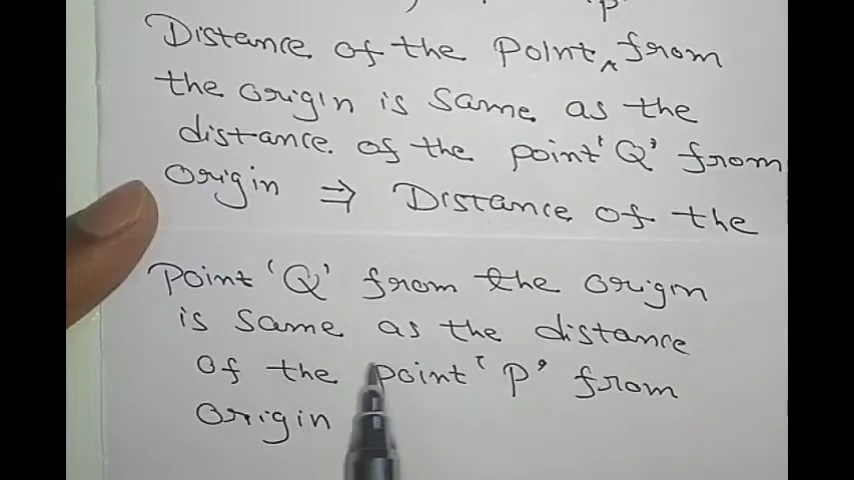 'P'
Distance of the point ^ from
the origin is same as the
distance of the point 'Q' from
origin ⇒ Distance of the
point 'Q' from the origin
is same as the distance
of the point 'P' from
origin